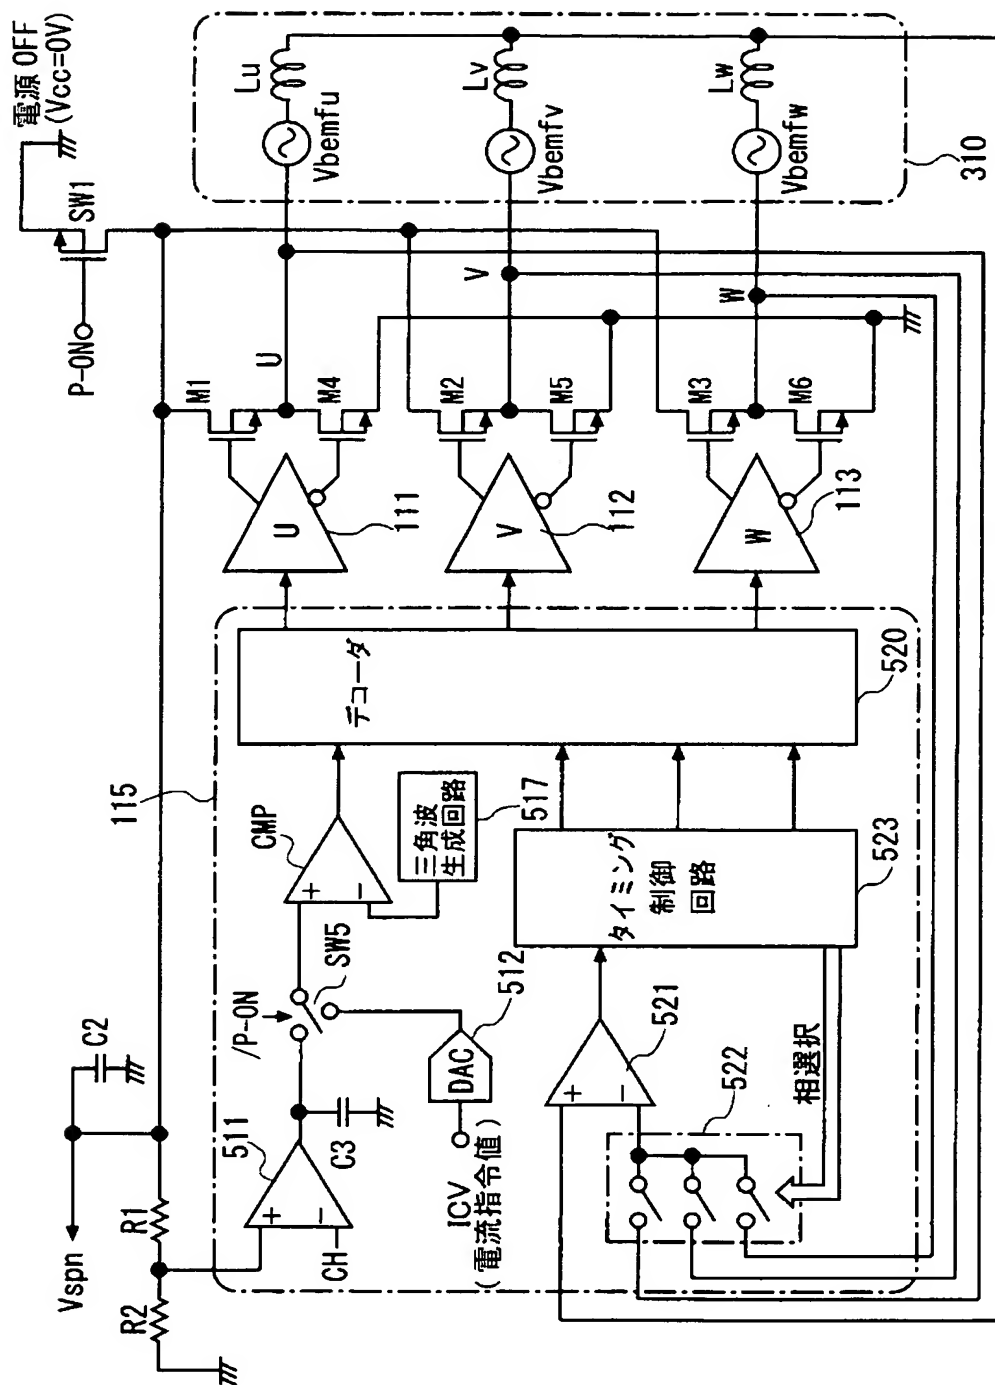 電源 OFF
(Vcc=0V)
SW1
P-ON
Vspn
C2
R1
R2
115
511
CH
C3
/P-ON
SW5
CMP
三角波
生成回路
517
DAC
512
ICV
(電流指令値)
デコーダ
520
タイミング
制御
回路
523
521
522
相選択
U
111
V
112
W
113
M1
M4
M2
M5
M3
M6
U
V
W
Lu
Vbemfu
Lv
Vbemfv
Lw
Vbemfw
310